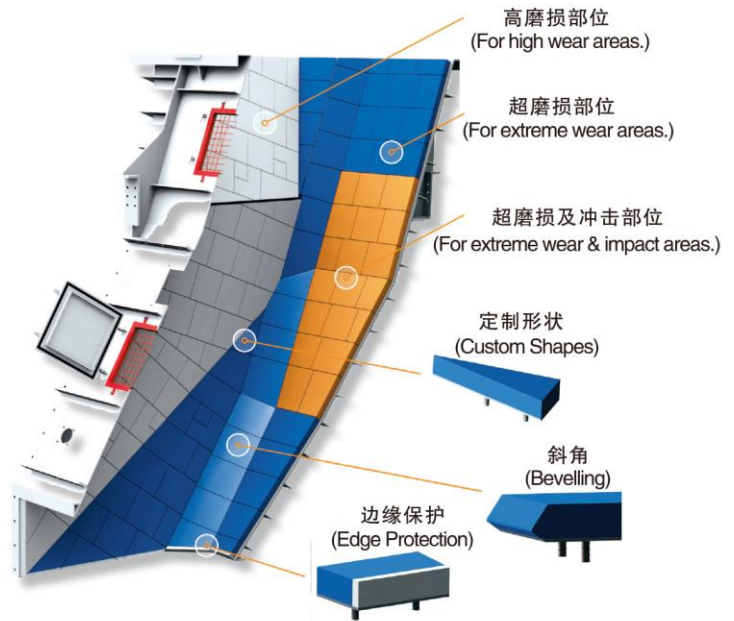 高磨损部位
(For high wear areas.)
超磨损部位
(For extreme wear areas.)
超磨损及冲击部位
(For extreme wear & impact areas.)
定制形状
(Custom Shapes)
斜角
(Bevelling)
边缘保护
(Edge Protection)